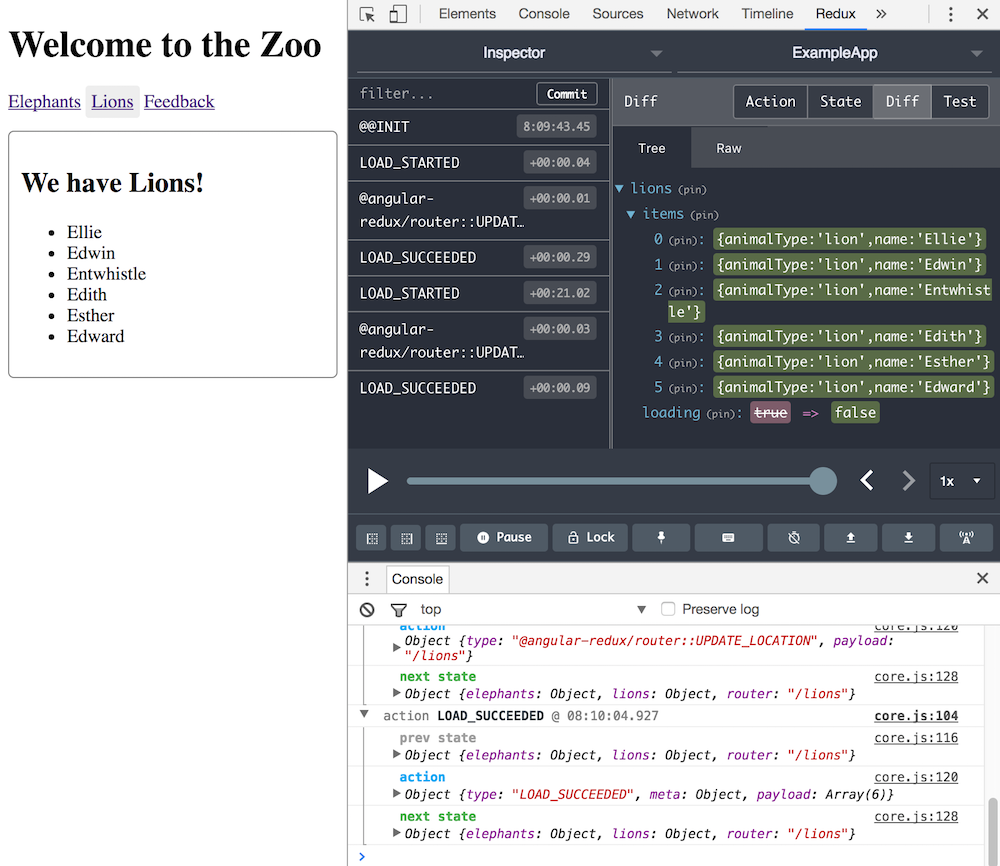 Welcome to the Zoo
Elephants Lions Feedback
We have Lions!
Ellie
Edwin
Entwhistle
Edith
Esther
Edward
Elements Console Sources Network Timeline Redux »
Inspector ExampleApp
filter... Commit
@@INIT 8:09:43.45
LOAD_STARTED +00:00.04
@angular- +00:00.01
redux/router::UPDAT…
LOAD_SUCCEEDED +00:00.29
LOAD_STARTED +00:21.02
@angular- +00:00.03
redux/router::UPDAT…
LOAD_SUCCEEDED +00:00.09
Diff Action State Diff Test
Tree Raw
lions (pin)
items (pin)
0 (pin): {animalType:'lion',name:'Ellie'}
1 (pin): {animalType:'lion',name:'Edwin'}
2 (pin): {animalType:'lion',name:'Entwhist
le'}
3 (pin): {animalType:'lion',name:'Edith'}
4 (pin): {animalType:'lion',name:'Esther'}
5 (pin): {animalType:'lion',name:'Edward'}
loading (pin): true => false
1x
Pause Lock
Console
top Preserve log
action core.js:120
Object {type: "@angular-redux/router::UPDATE_LOCATION", payload:
"/lions"}
next state core.js:128
Object {elephants: Object, lions: Object, router: "/lions"}
action LOAD_SUCCEEDED @ 08:10:04.927 core.js:104
prev state core.js:116
Object {elephants: Object, lions: Object, router: "/lions"}
action core.js:120
Object {type: "LOAD_SUCCEEDED", meta: Object, payload: Array(6)}
next state core.js:128
Object {elephants: Object, lions: Object, router: "/lions"}